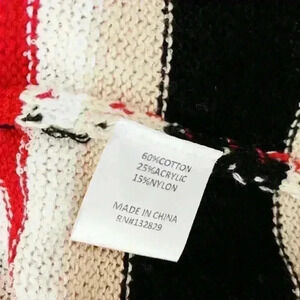 60%COTTON
25%ACRYLIC
15%NYLON
MADE IN CHINA
RN#132829